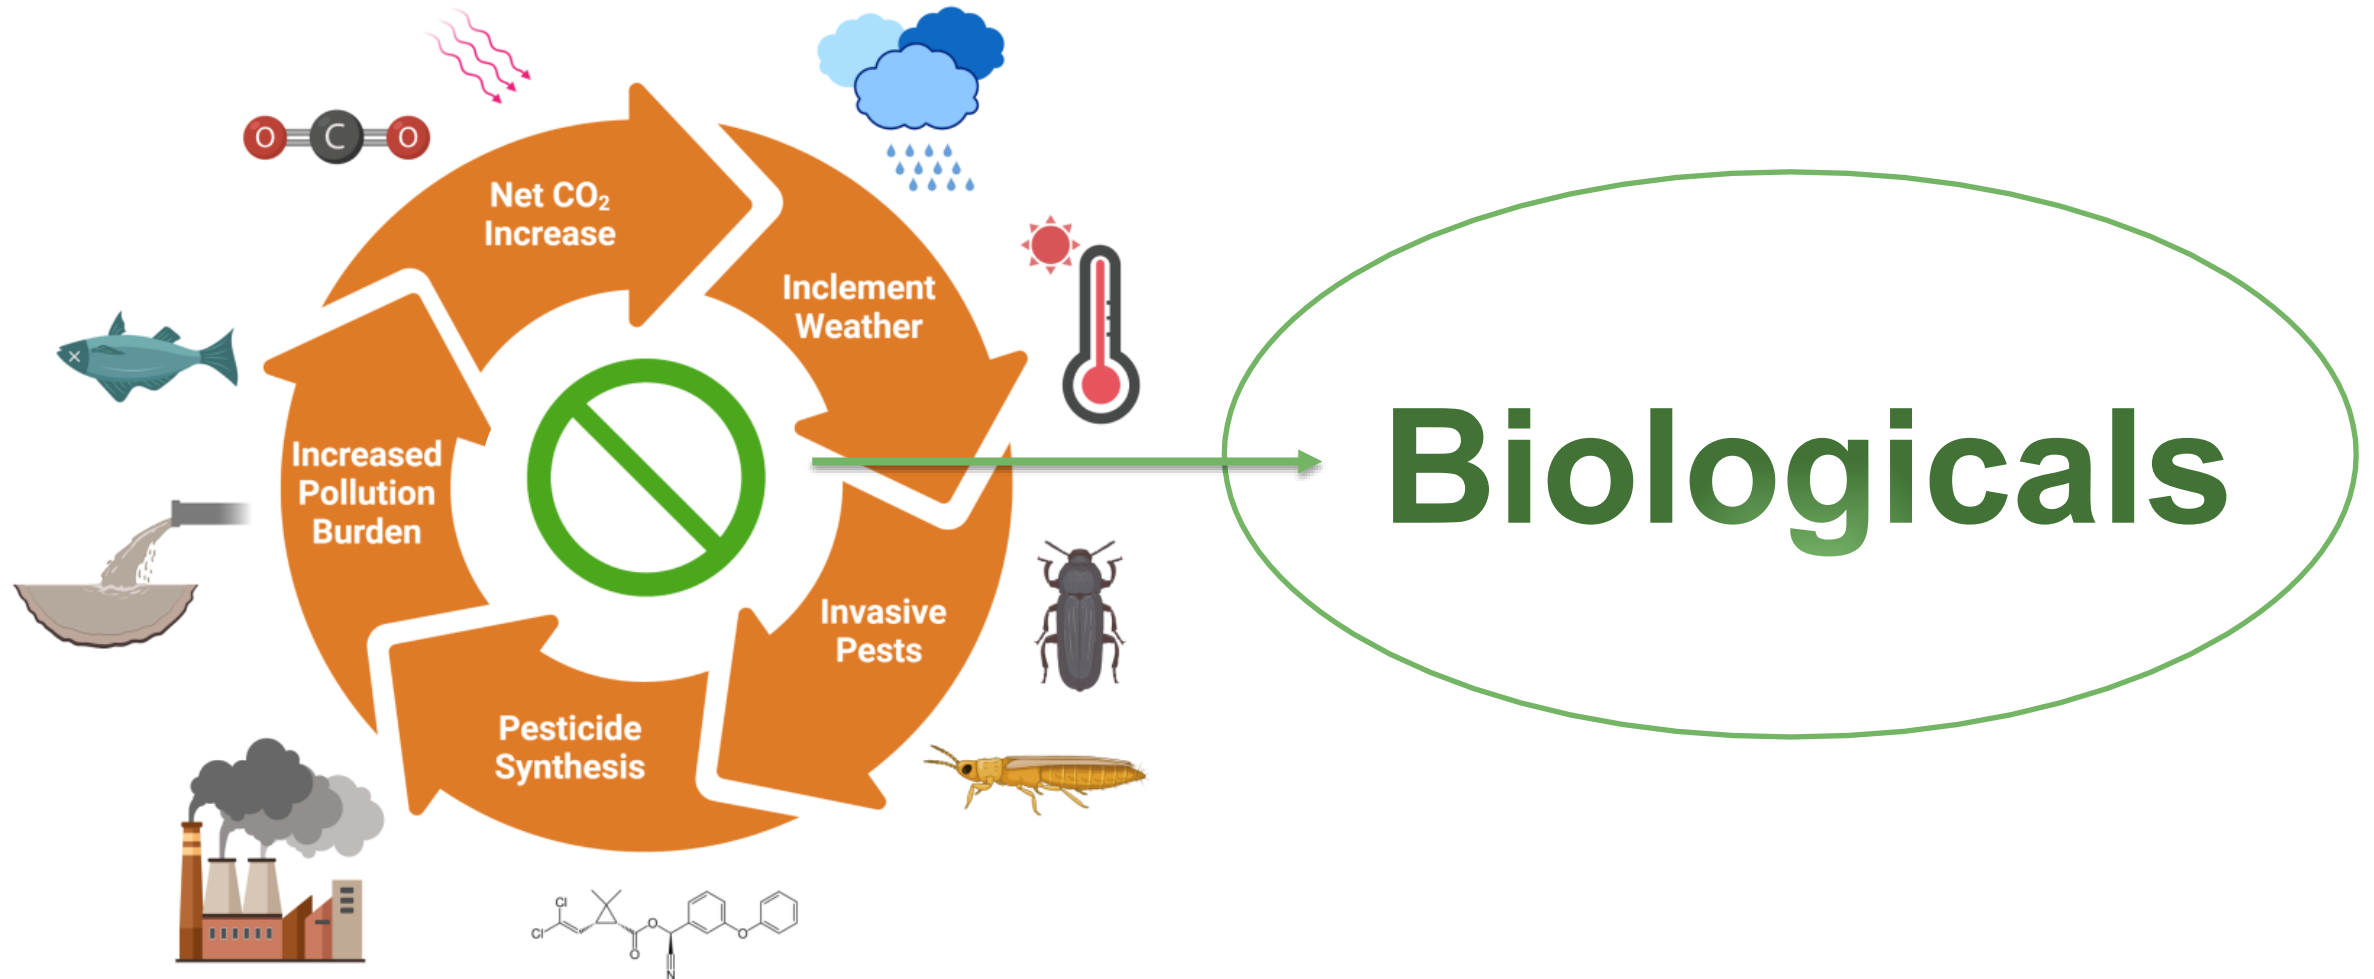 O C O
Net CO₂
Increase
Inclement
Weather
Increased
Pollution
Burden
Biologicals
Invasive
Pests
Pesticide
Synthesis
Cl
Cl
O
O
O
N